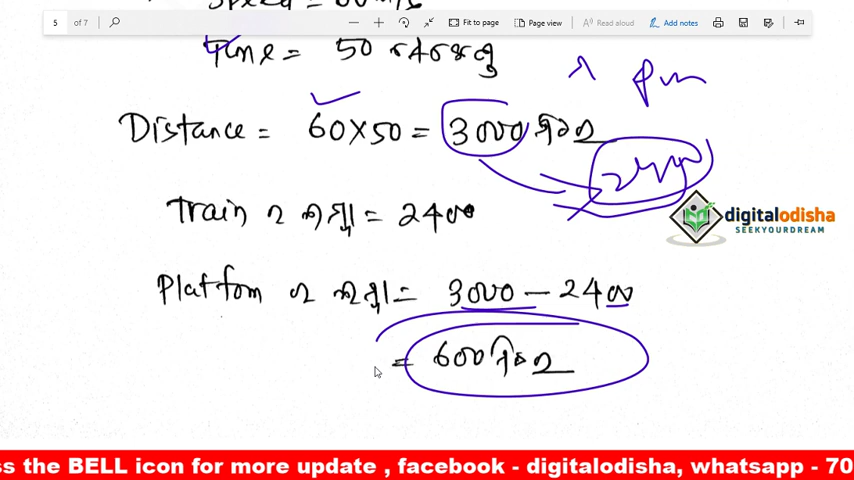 5 of 7 Fit to page Page view Read aloud Add notes
Time = 50 ସେକେଣ୍ଡ
Distance = 60×50 = 3000 ମିଟର
Train ର ଲମ୍ବ = 2400
Platfom ର ଲମ୍ବ = 3000 - 2400
= 600 ମିଟର
digitalodisha
SEEKYOURDREAM
ss the BELL icon for more update , facebook - digitalodisha, whatsapp - 70